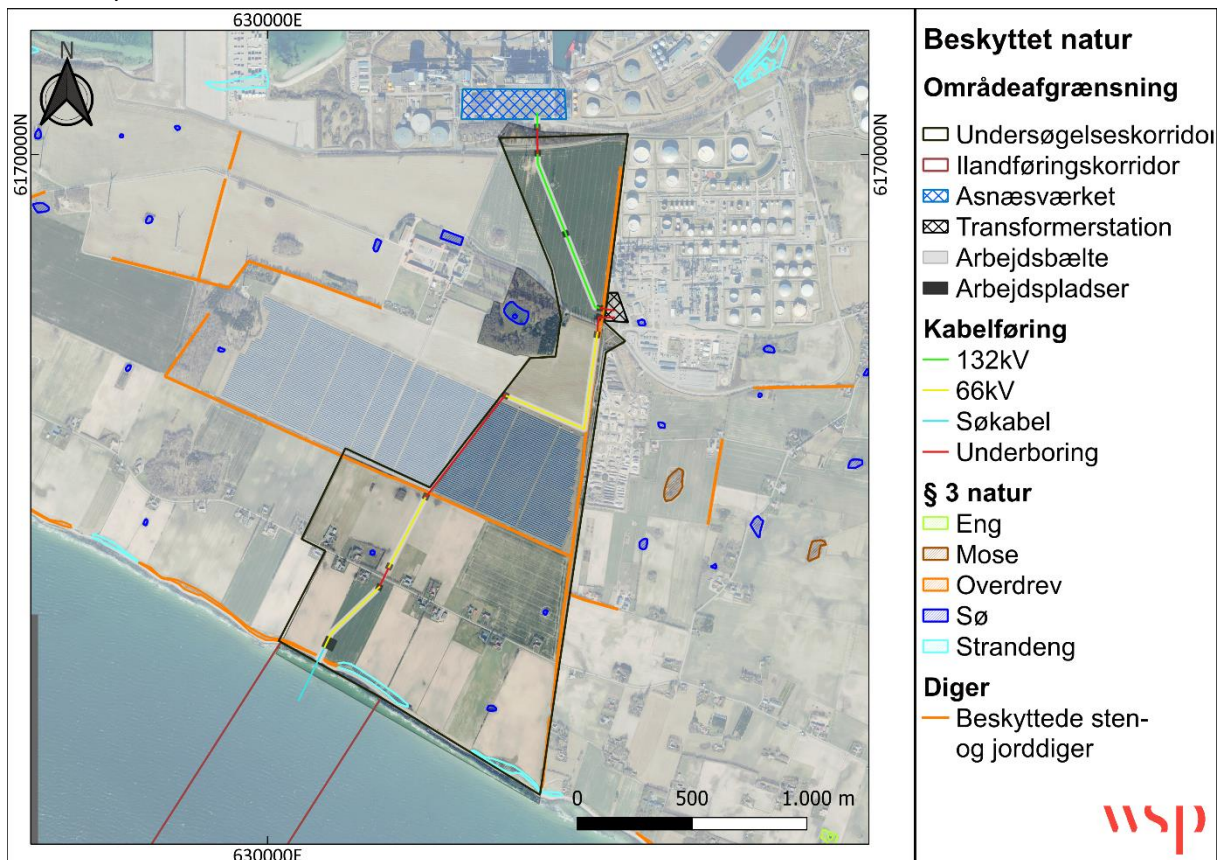 630000E
N
6170000N
6170000N
0 500 1.000 m
630000E
Beskyttet natur
Områdeafgrænsning
Undersøgelseskorridor
Ilandføringskorridor
Asnæsværket
Transformerstation
Arbejdsbælte
Arbejdspladser
Kabelføring
132kV
66kV
Søkabel
Underboring
§ 3 natur
Eng
Mose
Overdrev
Sø
Strandeng
Diger
Beskyttede sten-
og jorddiger
wsp